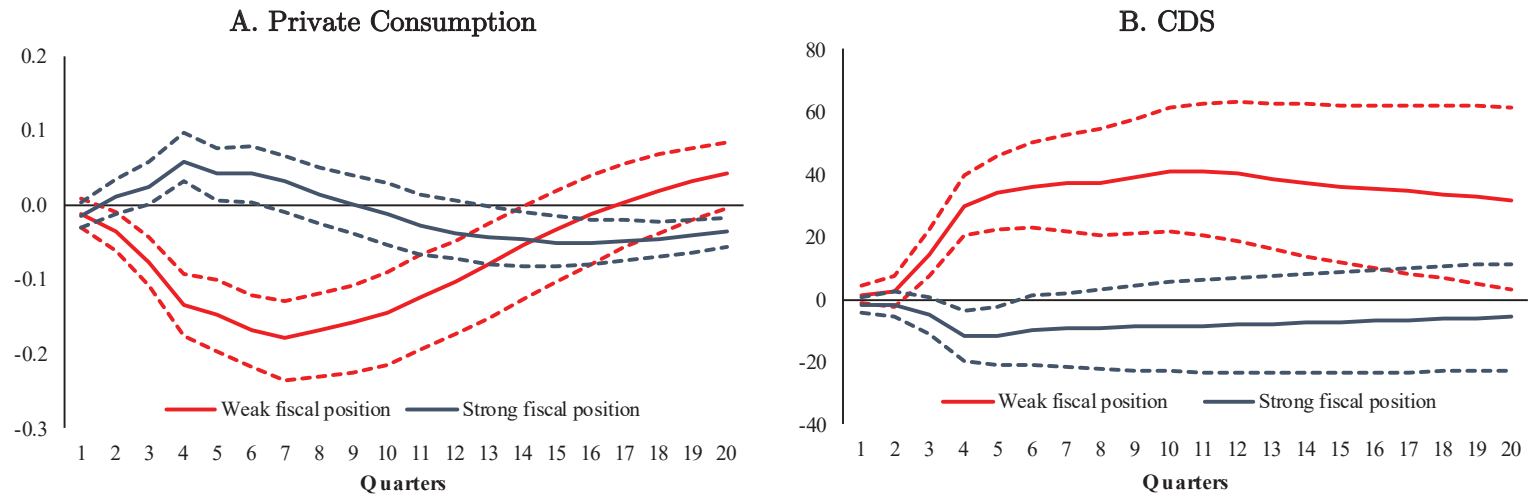 A. Private Consumption
0.2
0.1
0.0
-0.1
-0.2
-0.3
Weak fiscal position Strong fiscal position
1 2 3 4 5 6 7 8 9 10 11 12 13 14 15 16 17 18 19 20
Quarters
B. CDS
80
60
40
20
0
-20
-40
Weak fiscal position Strong fiscal position
1 2 3 4 5 6 7 8 9 10 11 12 13 14 15 16 17 18 19 20
Quarters